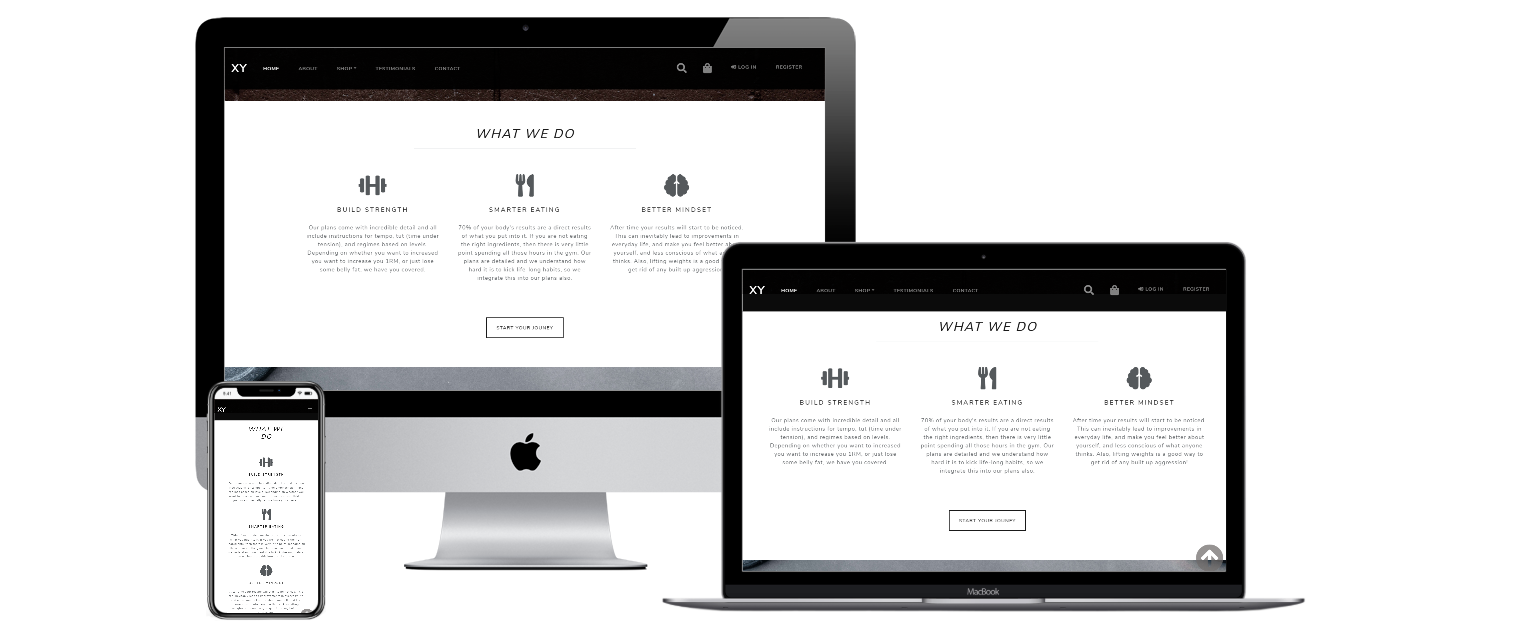 XY HOME ABOUT SHOP TESTIMONIALS CONTACT LOG IN REGISTER
WHAT WE DO
BUILD STRENGTH
Our plans come with incredible detail and all
include instructions for tempo, tut (time under
tension), and regimes based on levels.
Depending on whether you want to increased
you want to increase you 1RM, or just lose
some belly fat, we have you covered.
SMARTER EATING
70% of your body's results are a direct results
of what you put into it. If you are not eating
the right ingredients, then there is very little
point spending all those hours in the gym. Our
plans are detailed and we understand how
hard it is to kick life-long habits, so we
integrate this into our plans also.
BETTER MINDSET
After time your results will start to be noticed.
This can inevitably lead to improvements in
everyday life, and make you feel better
yourself, and less conscious of what
thinks. Also, lifting weights is a good
get rid of any built up aggression
START YOUR JOUNEY
XY HOME ABOUT SHOP TESTIMONIALS CONTACT LOG IN REGISTER
WHAT WE DO
BUILD STRENGTH
Our plans come with incredible detail and all
include instructions for tempo, tut (time under
tension), and regimes based on levels.
Depending on whether you want to increased
you want to increase you 1RM, or just lose
some belly fat, we have you covered.
SMARTER EATING
70% of your body's results are a direct results
of what you put into it. If you are not eating
the right ingredients, then there is very little
point spending all those hours in the gym. Our
plans are detailed and we understand how
hard it is to kick life-long habits, so we
integrate this into our plans also.
BETTER MINDSET
After time your results will start to be noticed.
This can inevitably lead to improvements in
everyday life, and make you feel better about
yourself, and less conscious of what anyone
thinks. Also, lifting weights is a good way to
get rid of any built up aggression!
START YOUR JOUNEY
MacBook
9:41
XY
WHAT WE
DO
BUILD STRENGTH
SMARTER EATING